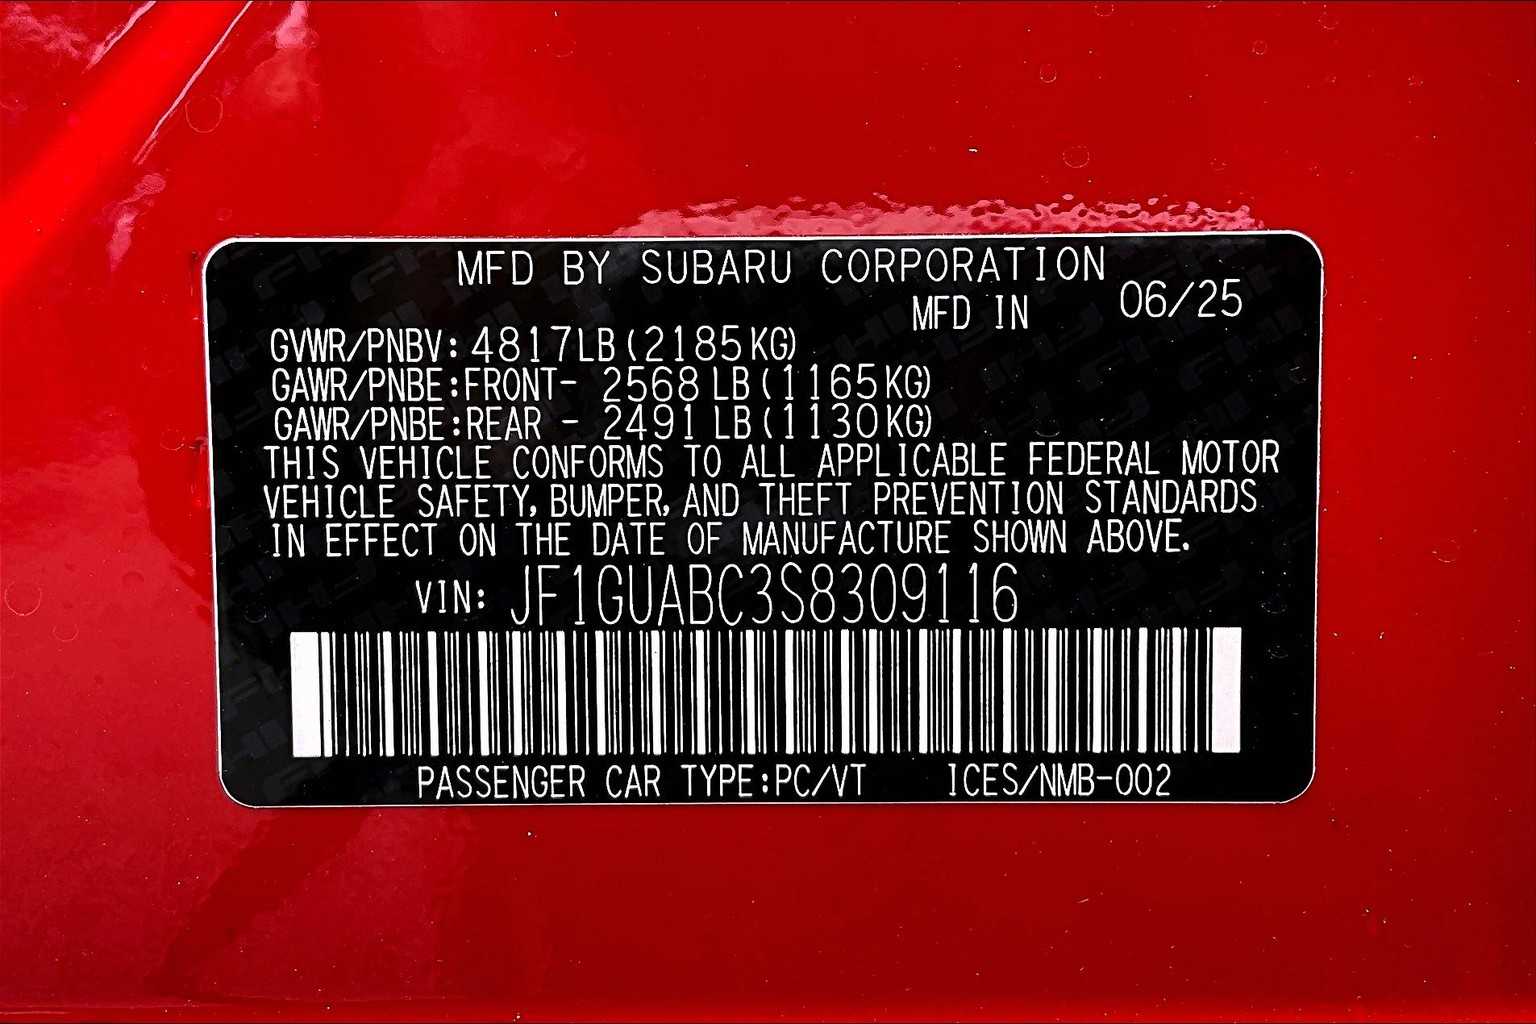 MFD BY SUBARU CORPORATION
MFD IN 06/25
GVWR/PNBV: 4817LB (2185KG)
GAWR/PNBE:FRONT- 2568 LB (1165KG)
GAWR/PNBE:REAR - 2491 LB (1130KG)
THIS VEHICLE CONFORMS TO ALL APPLICABLE FEDERAL MOTOR
VEHICLE SAFETY, BUMPER, AND THEFT PREVENTION STANDARDS
IN EFFECT ON THE DATE OF MANUFACTURE SHOWN ABOVE.
VIN: JF1GUABC3S8309116
PASSENGER CAR TYPE:PC/VT ICES/NMB-002